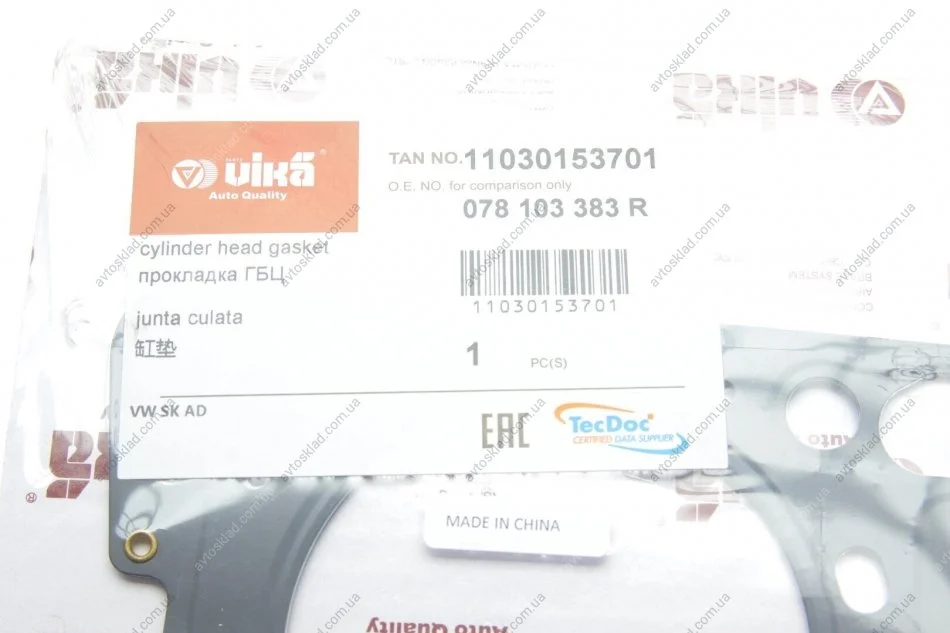 vika
Auto Quality
TAN NO. 11030153701
O.E. NO. for comparison only
078 103 383 R
cylinder head gasket
прокладка ГБЦ
junta culata
缸垫
11030153701
1 PC(S)
VW SK AD
EAC
TecDoc
CERTIFIED DATA SUPPLIER
MADE IN CHINA
Auto Quality
avtosklad.com.ua